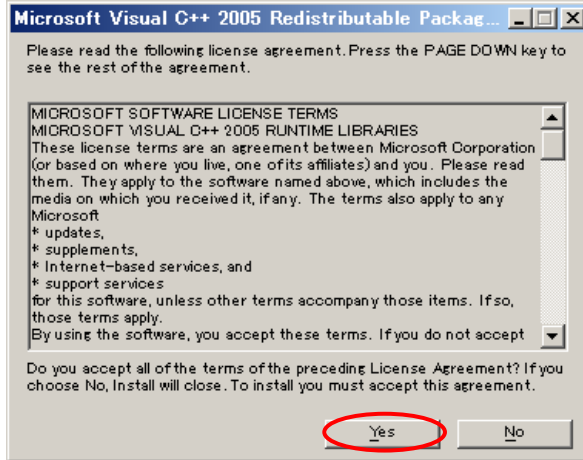 Microsoft Visual C++ 2005 Redistributable Packag...
Please read the following license agreement. Press the PAGE DOWN key to
see the rest of the agreement.
MICROSOFT SOFTWARE LICENSE TERMS
MICROSOFT VISUAL C++ 2005 RUNTIME LIBRARIES
These license terms are an agreement between Microsoft Corporation
(or based on where you live, one of its affiliates) and you. Please read
them. They apply to the software named above, which includes the
media on which you received it, if any. The terms also apply to any
Microsoft
* updates,
* supplements,
* Internet-based services, and
* support services
for this software, unless other terms accompany those items. If so,
those terms apply.
By using the software, you accept these terms. If you do not accept
Do you accept all of the terms of the preceding License Agreement? If you
choose No, Install will close. To install you must accept this agreement.
Yes
No